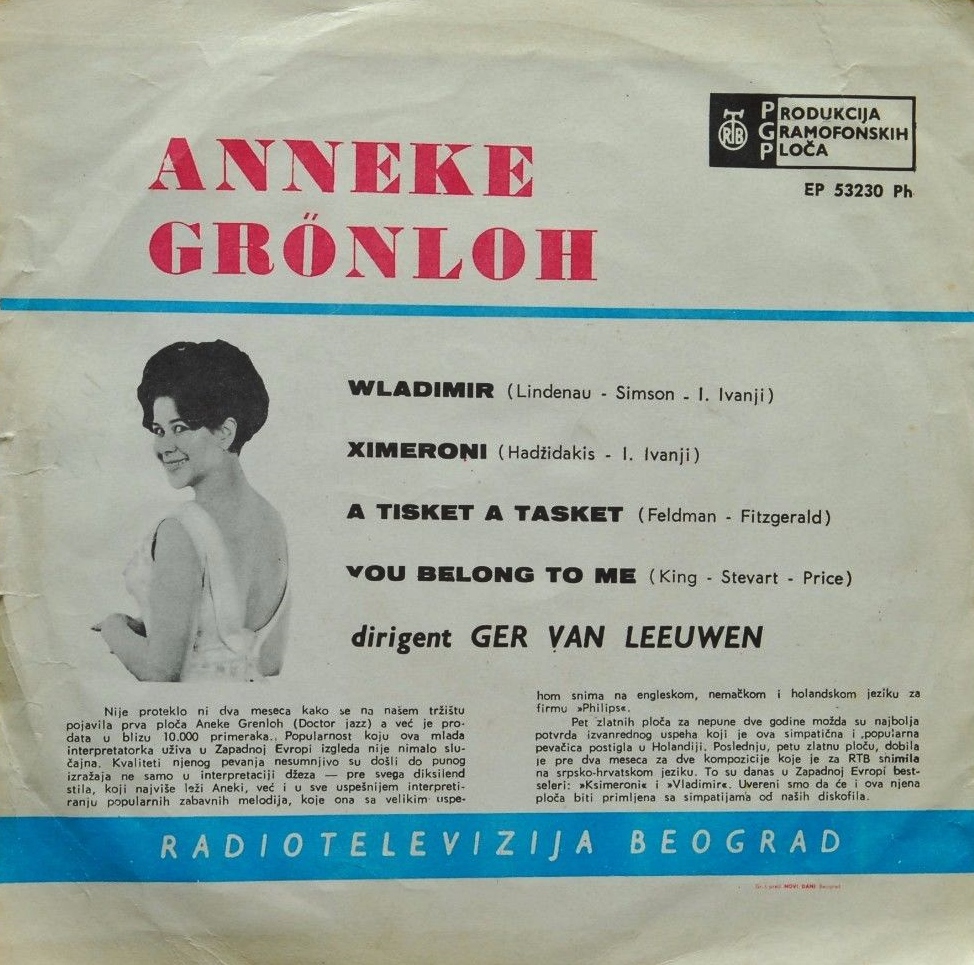 PRODUKCIJA
GRAMOFONSKIH
PLOČA
RTB
EP 53230 Ph
ANNEKE
GRŐNLOH
WLADIMIR (Lindenau - Simson - I. Ivanji)
XIMERONI (Hadžidakis - I. Ivanji)
A TISKET A TASKET (Feldman - Fitzgerald)
YOU BELONG TO ME (King - Stevart - Price)
dirigent GER VAN LEEUWEN
Nije proteklo ni dva meseca kako se na našem tržištu
pojavila prva ploča Aneke Grenloh (Doctor jazz) a već je pro-
data u blizu 10.000 primeraka.. Popularnost koju ova mlada
interpretatorka uživa u Zapadnoj Evropi izgleda nije nimalo slu-
čajna. Kvaliteti njenog pevanja nesumnjivo su došli do punog
izražaja ne samo u interpretaciji džeza — pre svega diksilend
stila, koji najviše leži Aneki, već i u sve uspešnijem interpreti-
ranju popularnih zabavnih melodija, koje ona sa velikim uspe-
hom snima na engleskom, nemačkom i holandskom jeziku za
firmu »Philips«.
Pet zlatnih ploča za nepune dve godine možda su najbolja
potvrda izvanrednog uspeha koji je ova simpatična i popularna
pevačica postigla u Holandiji. Poslednju, petu zlatnu ploču, dobila
je pre dva meseca za dve kompozicije koje je za RTB snimila
na srpsko-hrvatskom jeziku. To su danas u Zapadnoj Evropi best-
seleri: »Ksimeroni« i »Vladimir«. Uvereni smo da će i ova njena
ploča biti primljena sa simpatijama od naših diskofila.
RADIOTELEVIZIJA BEOGRAD
NOVI DANI Beograd